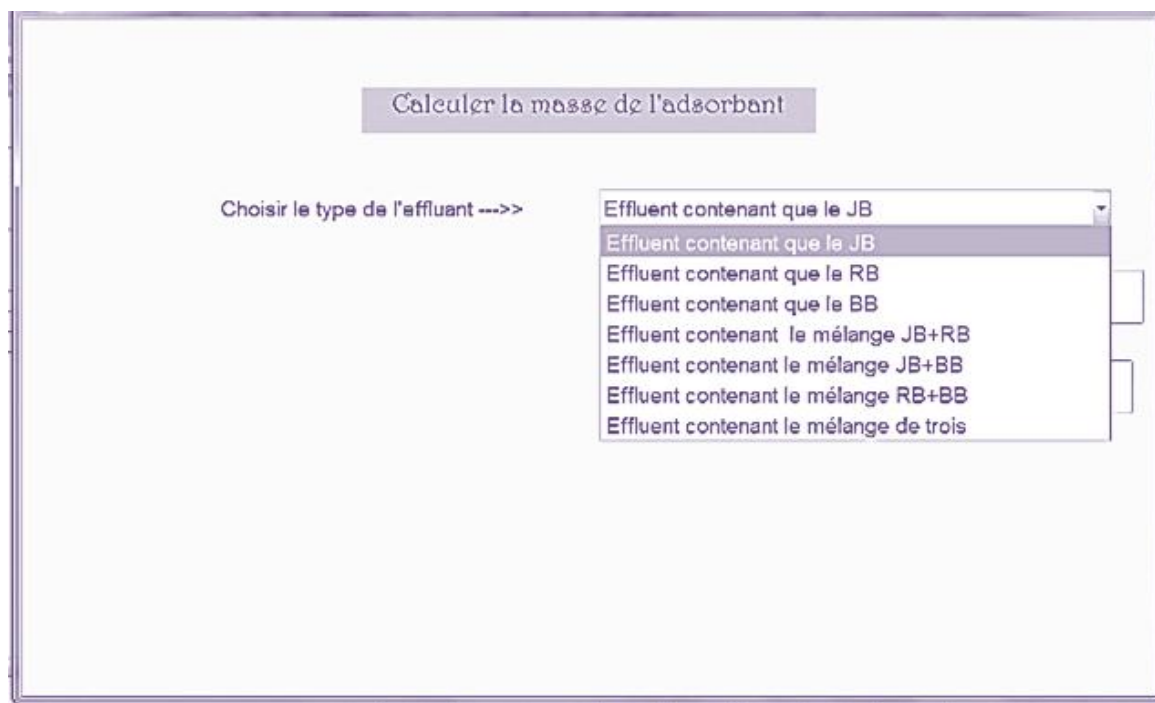 Calculer la masse de l'adsorbant
Choisir le type de l'effluant --->>
Effluent contenant que le JB
Effluent contenant que le JB
Effluent contenant que le RB
Effluent contenant que le BB
Effluent contenant le mélange JB+RB
Effluent contenant le mélange JB+BB
Effluent contenant le mélange RB+BB
Effluent contenant le mélange de trois